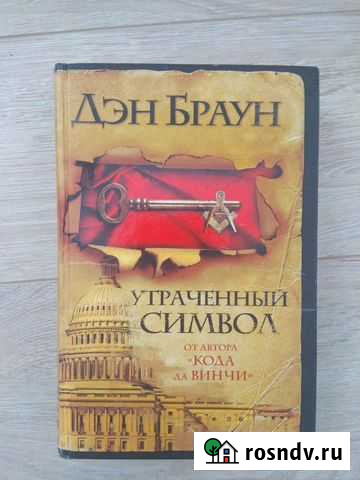 ДЭН БРАУН
УТРАЧЕННЫЙ
СИМВОЛ
ОТ АВТОРА
«КОДА
ДА ВИНЧИ»
rosndv.ru